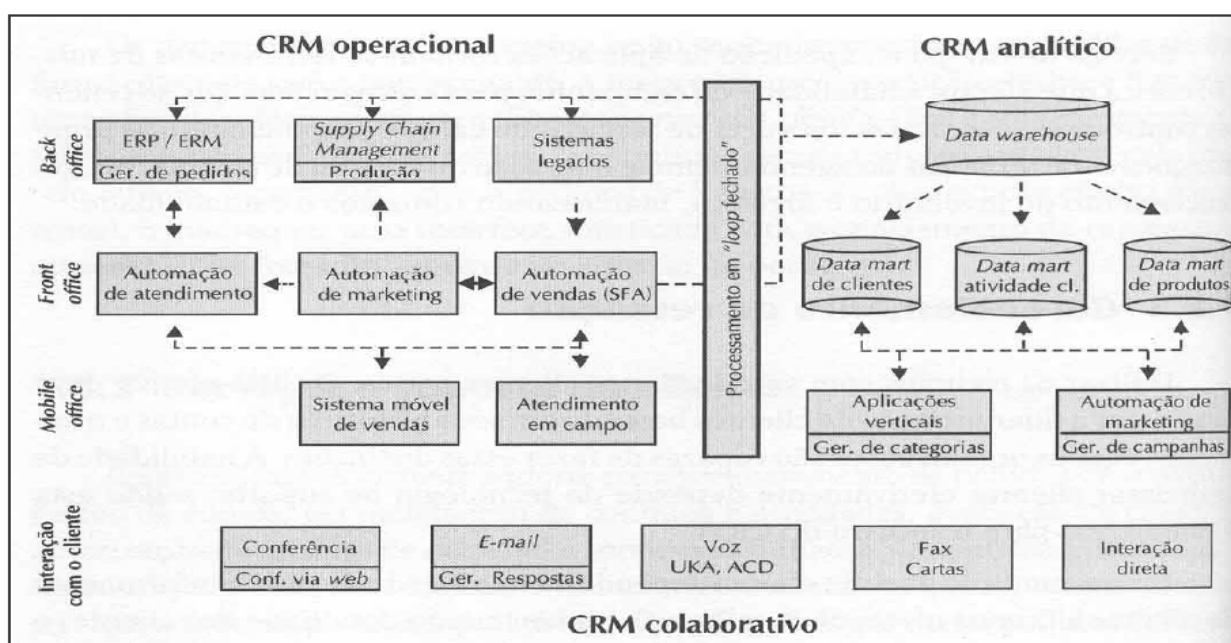 CRM operacional
CRM analítico
Back
office
ERP / ERM
Ger. de pedidos
Supply Chain
Management
Produção
Sistemas
legados
Processamento em "loop fechado"
Data warehouse
Front
office
Automação
de atendimento
Automação
de marketing
Automação
de vendas (SFA)
Data mart
de clientes
Data mart
atividade cl.
Data mart
de produtos
Mobile
office
Sistema móvel
de vendas
Atendimento
em campo
Aplicações
verticais
Ger. de categorias
Automação de
marketing
Ger. de campanhas
Interação
com o cliente
Conferência
Conf. via web
E-mail
Ger. Respostas
Voz
UKA, ACD
Fax
Cartas
Interação
direta
CRM colaborativo